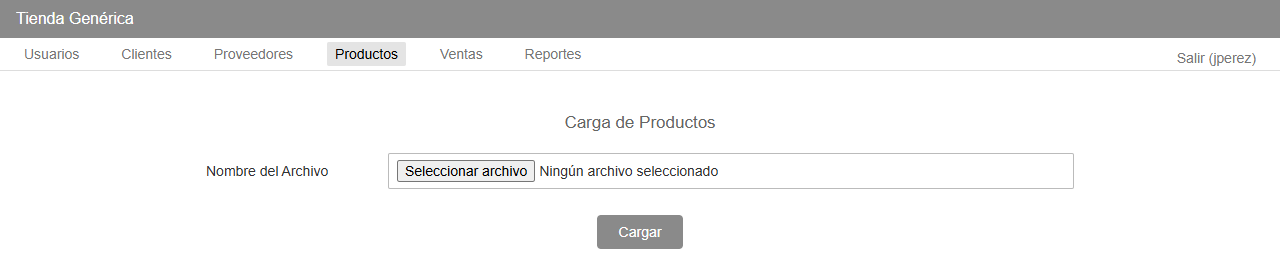 Tienda Genérica
Usuarios Clientes Proveedores Productos Ventas Reportes Salir (jperez)
Carga de Productos
Nombre del Archivo Seleccionar archivo Ningún archivo seleccionado
Cargar